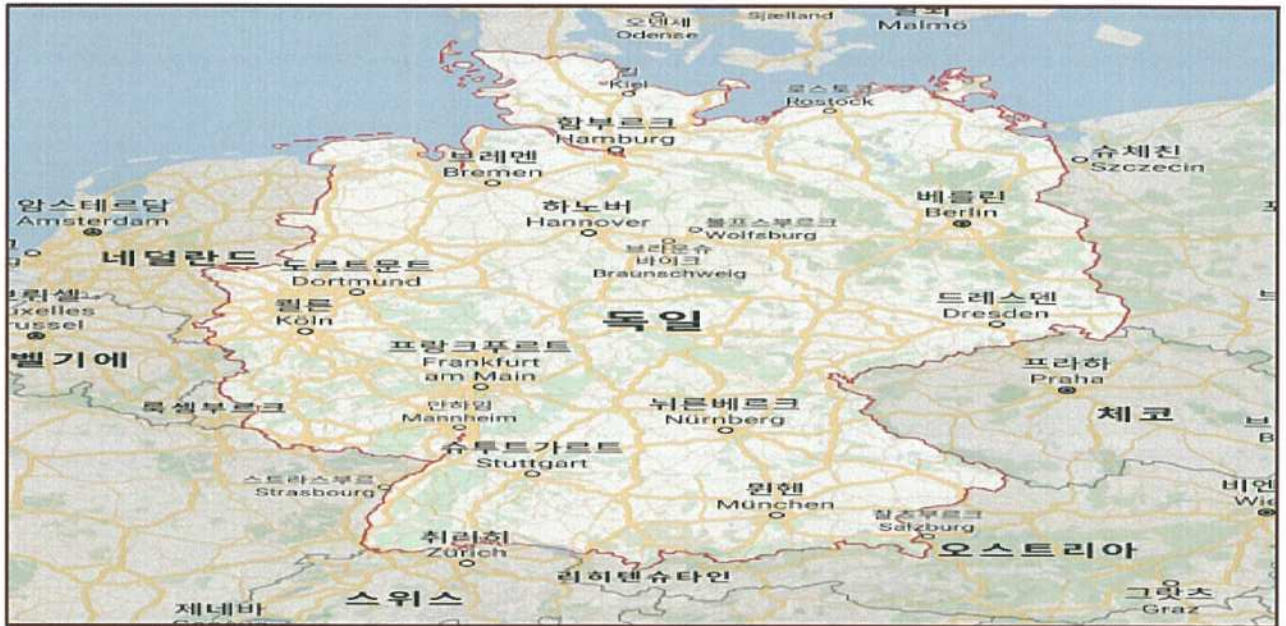 오덴세
Odense
Sjælland
Malmö
킬
Kiel
로스토크
Rostock
함부르크
Hamburg
브레멘
Bremen
슈체친
Szczecin
암스테르담
Amsterdam
하노버
Hannover
볼프스부르크
Wolfsburg
베를린
Berlin
네덜란드
브라운슈
바이크
Braunschweig
도르트문트
Dortmund
쾰른
Köln
독일
드레스덴
Dresden
브뤼셀
uxelles
russel
벨기에
프랑크푸르트
Frankfurt
am Main
프라하
Praha
룩셈부르크
만하임
Mannheim
뉘른베르크
Nürnberg
체코
슈투트가르트
Stuttgart
스트라스부르
Strasbourg
뮌헨
München
비엔
Wie
잘츠부르크
Salzburg
취리히
Zürich
오스트리아
리히텐슈타인
스위스
제네바
그랏츠
Graz